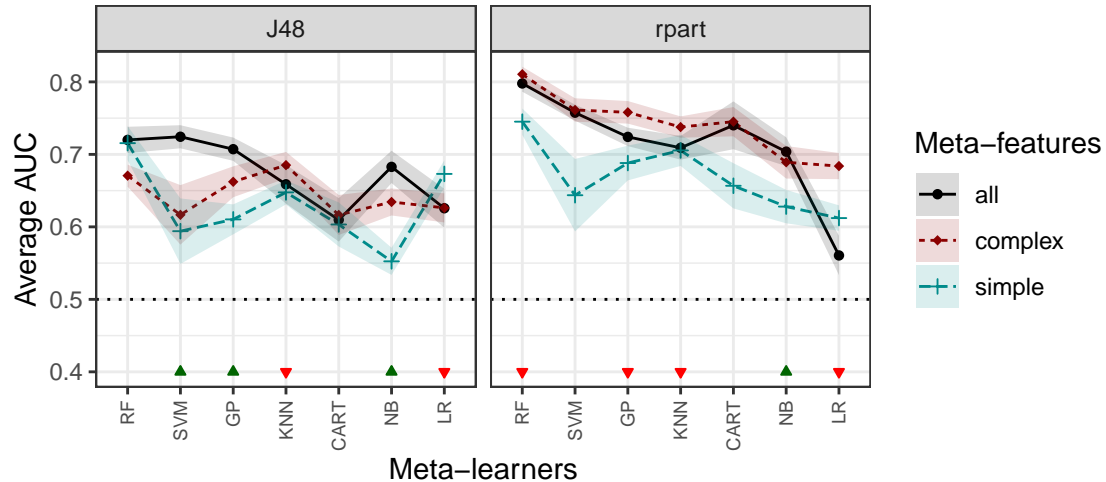 J48
rpart
Average AUC
0.8
0.7
0.6
0.5
0.4
RF
SVM
GP
KNN
CART
NB
LR
RF
SVM
GP
KNN
CART
NB
LR
Meta−learners
Meta−features
all
complex
simple